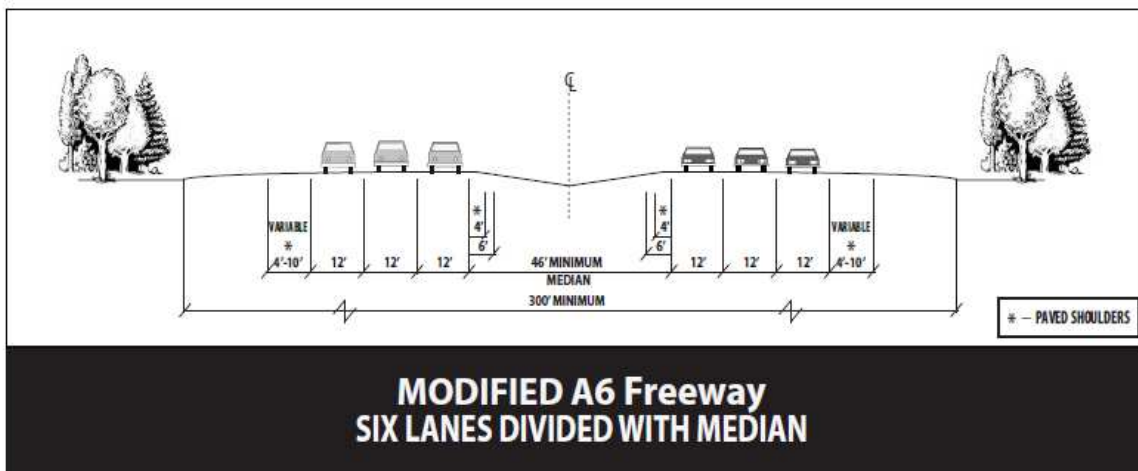 ℄
VARIABLE
*
4'-10'
12'
12'
12'
*
4'
6'
46' MINIMUM
MEDIAN
*
4'
6'
12'
12'
12'
VARIABLE
*
4'-10'
300' MINIMUM
* – PAVED SHOULDERS
MODIFIED A6 Freeway
SIX LANES DIVIDED WITH MEDIAN